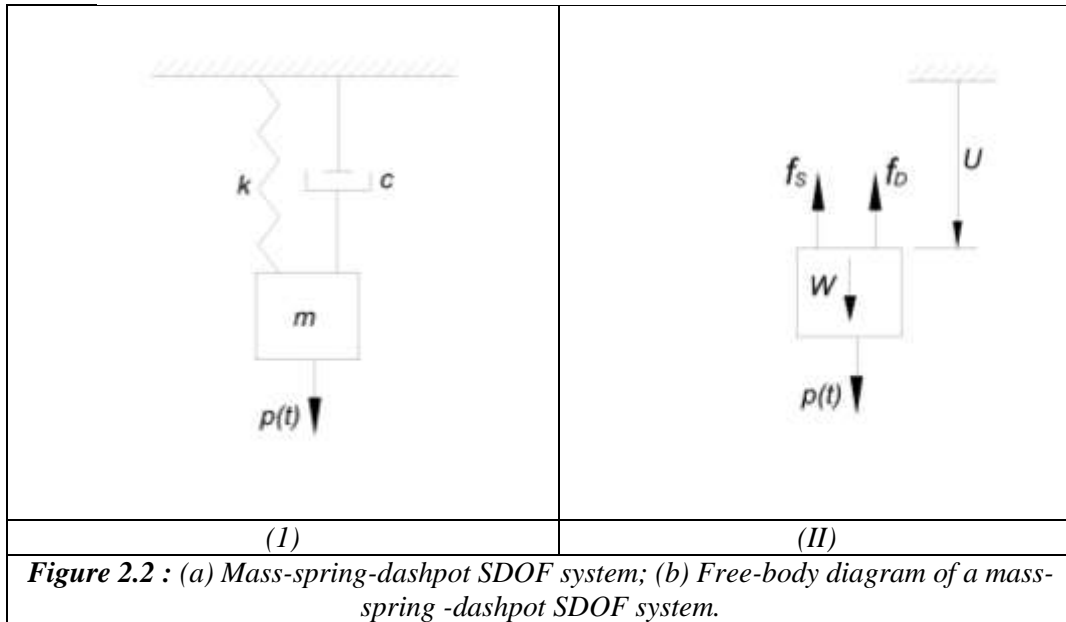 k
c
m
p(t)
f_S
f_D
U
W
p(t)
(1)
(II)
Figure 2.2 : (a) Mass-spring-dashpot SDOF system; (b) Free-body diagram of a mass-
spring -dashpot SDOF system.